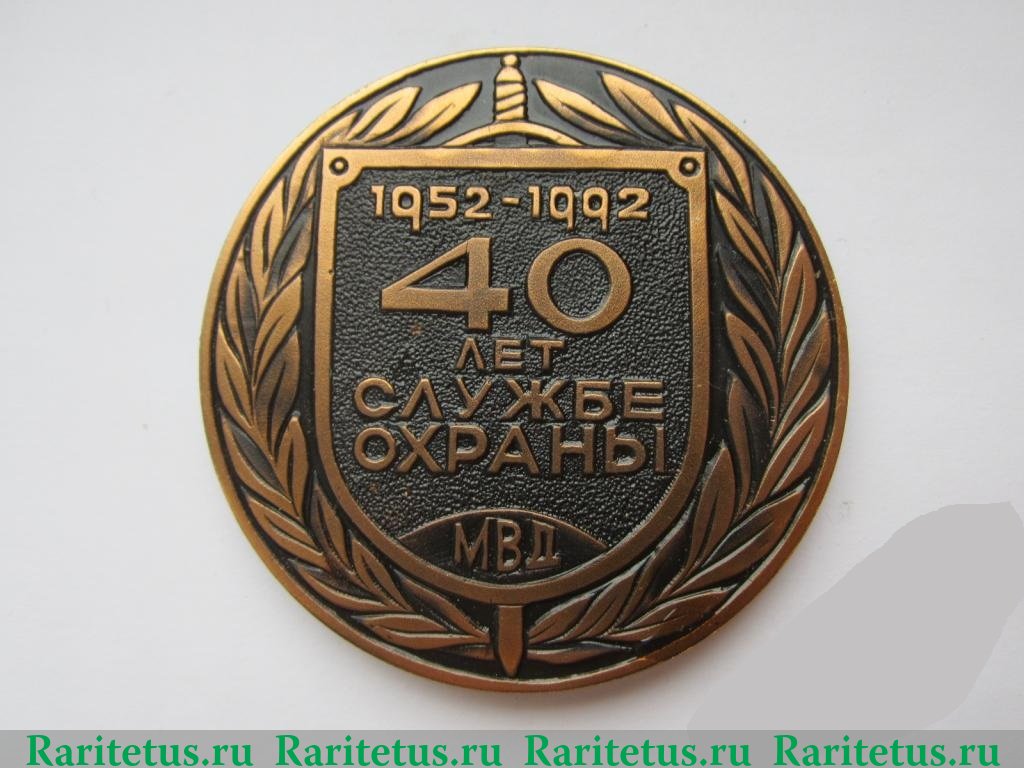 1952-1992
40
ЛЕТ
СЛУЖБЕ
ОХРАНЫ
МВД
Raritetus.ru Raritetus.ru Raritetus.ru Raritetus.ru